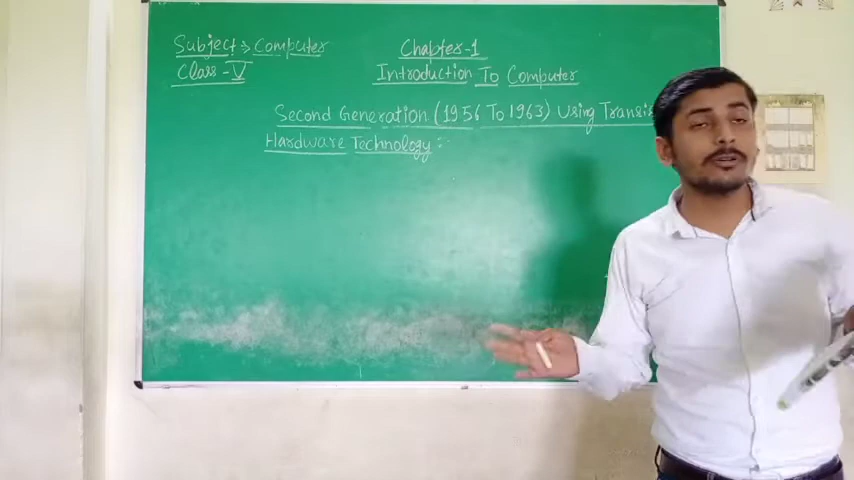 Subject → Computer
Class - V
Chapter-1
Introduction To Computer
Second Generation (1956 To 1963) Using
Hardware Technology :-